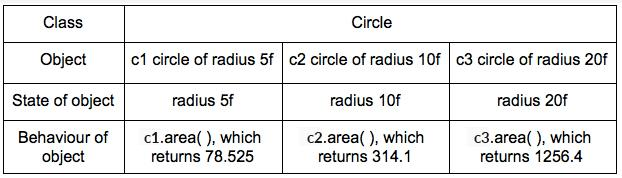 Class Circle
Object c1 circle of radius 5f c2 circle of radius 10f c3 circle of radius 20f
State of object radius 5f radius 10f radius 20f
Behaviour of c1.area( ), which c2.area( ), which c3.area( ), which
object returns 78.525 returns 314.1 returns 1256.4